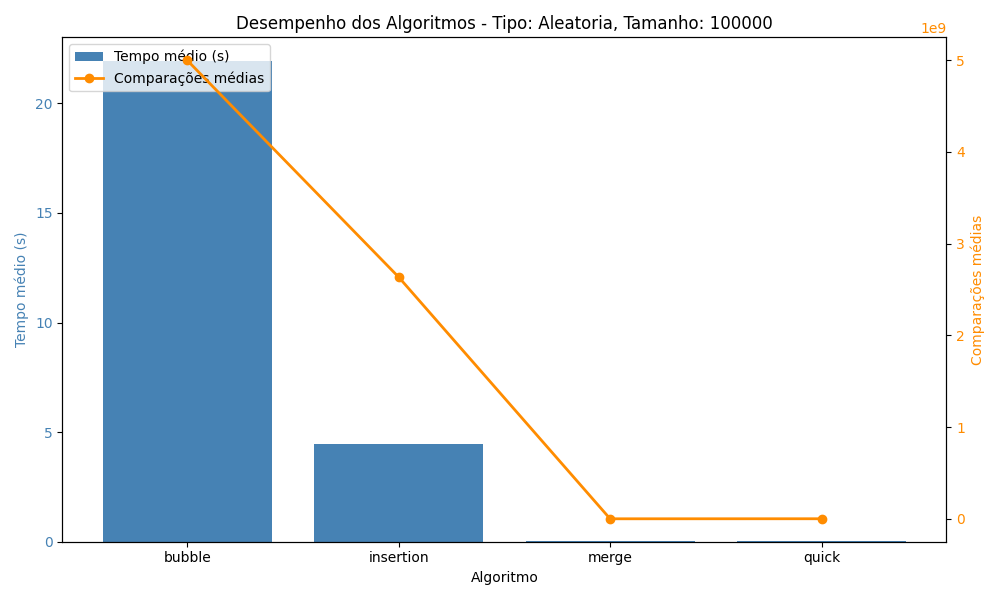 Desempenho dos Algoritmos - Tipo: Aleatoria, Tamanho: 100000
1e9
Tempo médio (s)
Comparações médias
20
15
10
5
0
Tempo médio (s)
5
4
3
2
1
0
Comparações médias
bubble
insertion
merge
quick
Algoritmo